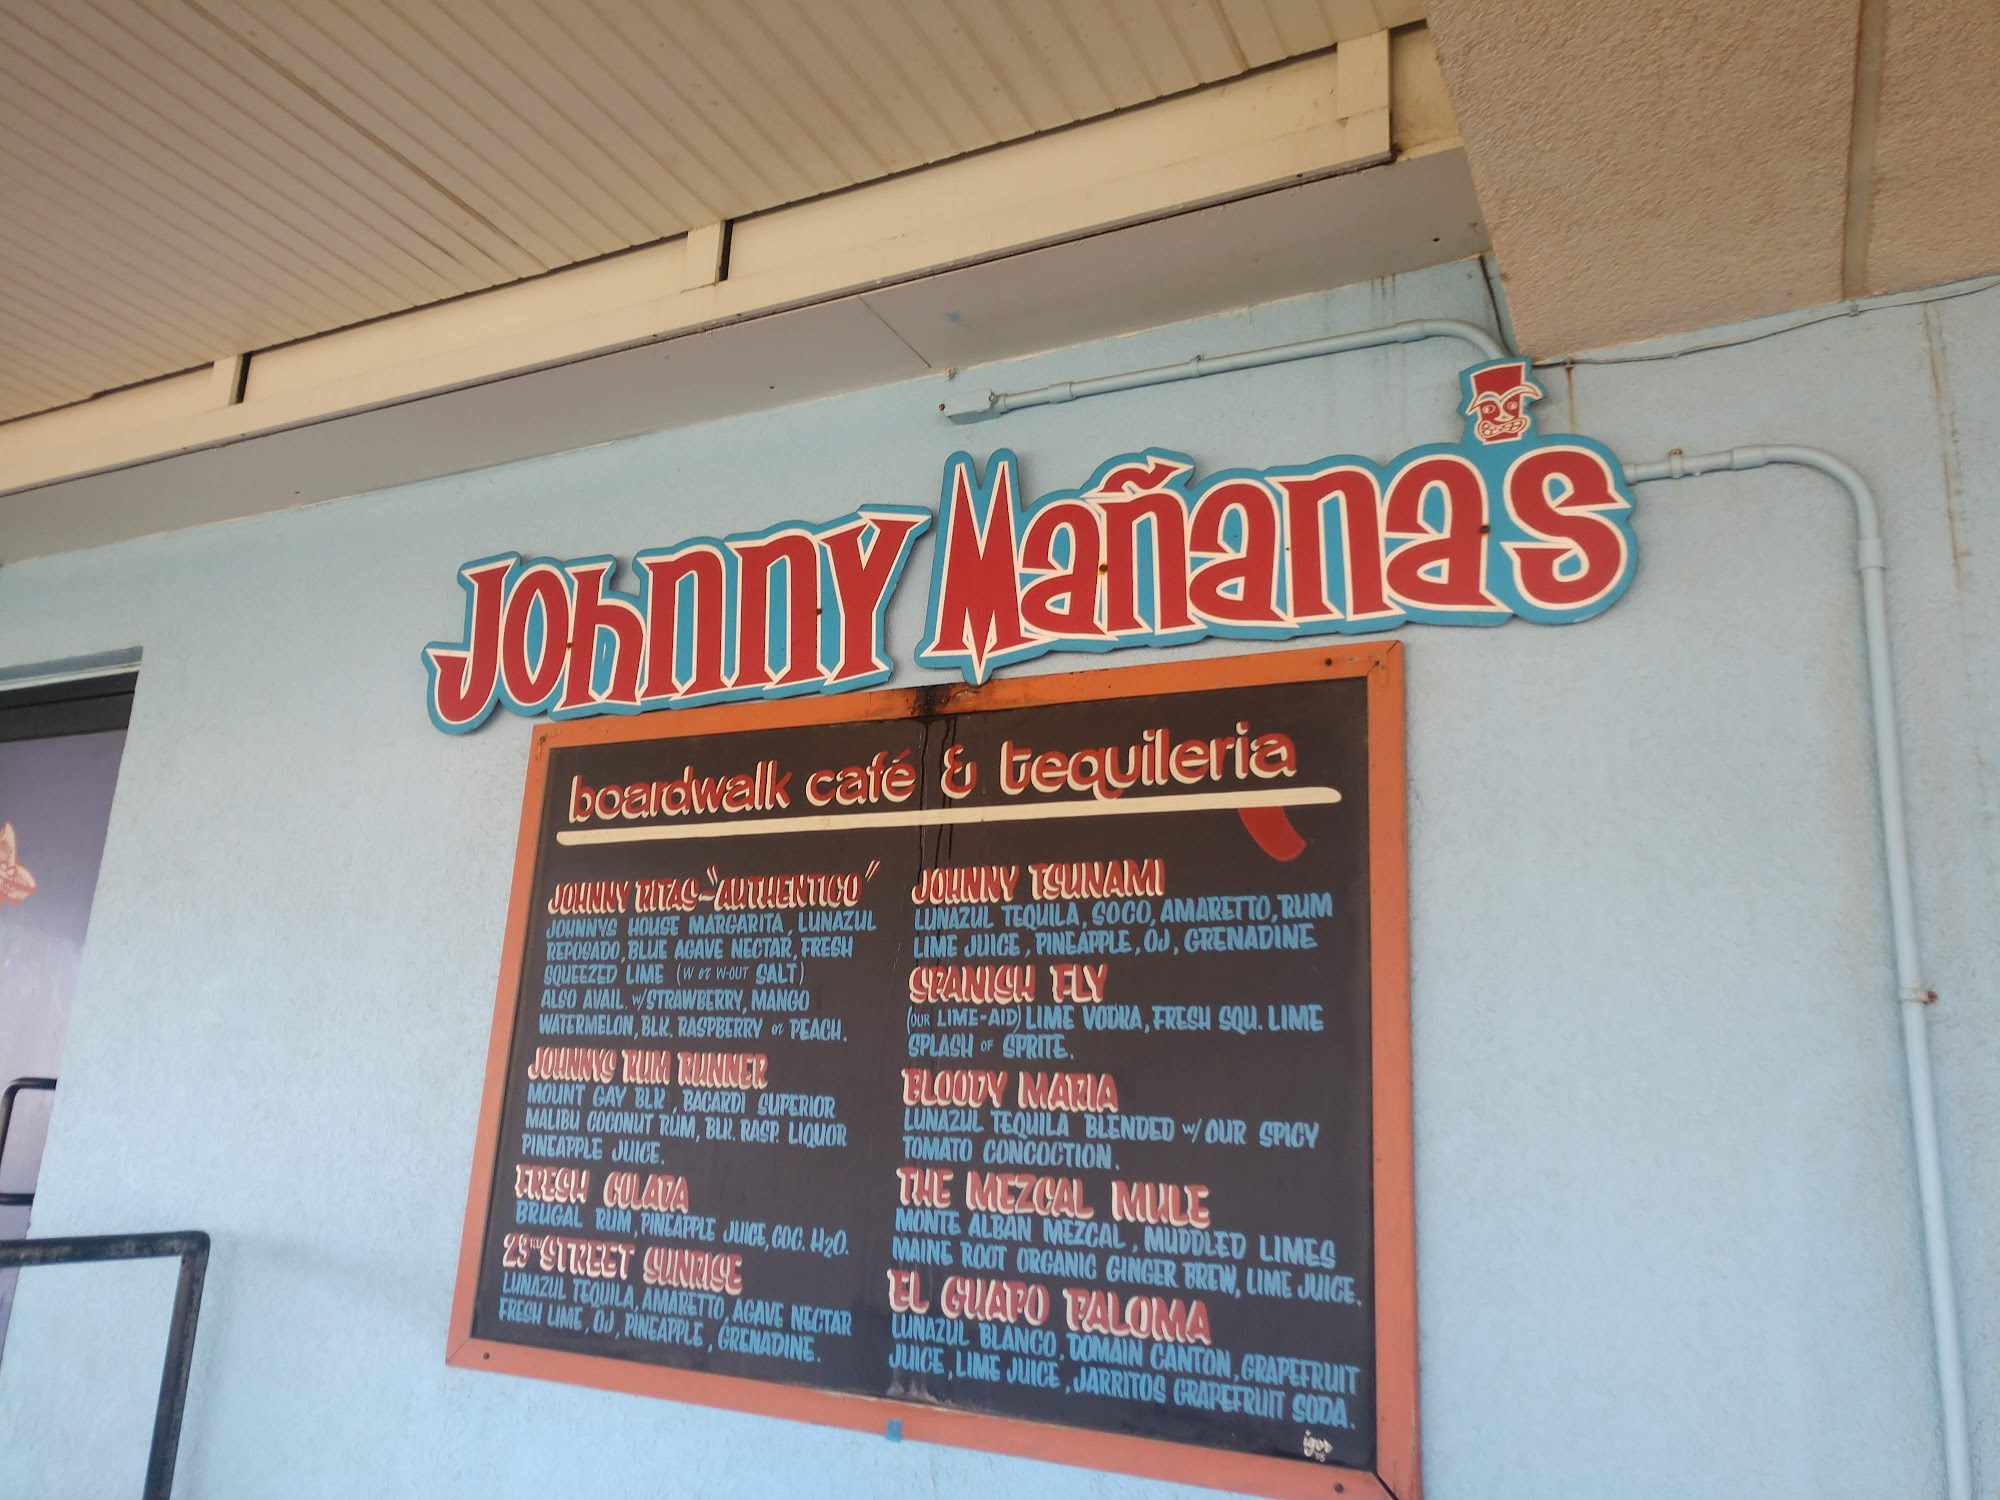 Johnny Mañana's
boardwalk café & tequileria
JOHNNY RITAS~"AUTHENTICO"
JOHNNYS HOUSE MARGARITA, LUNAZUL
REPOSADO, BLUE AGAVE NECTAR, FRESH
SQUEEZED LIME (W or W-OUT SALT)
ALSO AVAIL. w/STRAWBERRY, MANGO
WATERMELON, BLK. RASPBERRY or PEACH.
JOHNNYS RUM RUNNER
MOUNT GAY BLK, BACARDI SUPERIOR
MALIBU COCONUT RUM, BLK. RASP. LIQUOR
PINEAPPLE JUICE.
FRESH COLADA
BRUGAL RUM, PINEAPPLE JUICE, COC. H2O.
23RD STREET SUNRISE
LUNAZUL TEQUILA, AMARETTO, AGAVE NECTAR
FRESH LIME, OJ, PINEAPPLE, GRENADINE.
JOHNNY TSUNAMI
LUNAZUL TEQUILA, SOCO, AMARETTO, RUM
LIME JUICE, PINEAPPLE, OJ, GRENADINE
SPANISH FLY
(OUR LIME-AID) LIME VODKA, FRESH SQU. LIME
SPLASH OF SPRITE.
BLOODY MARIA
LUNAZUL TEQUILA BLENDED w/ OUR SPICY
TOMATO CONCOCTION.
THE MEZCAL MULE
MONTE ALBAN MEZCAL, MUDDLED LIMES
MAINE ROOT ORGANIC GINGER BREW, LIME JUICE.
EL GUAPO PALOMA
LUNAZUL BLANCO, DOMAIN CANTON, GRAPEFRUIT
JUICE, LIME JUICE, JARRITOS GRAPEFRUIT SODA.
igor
15